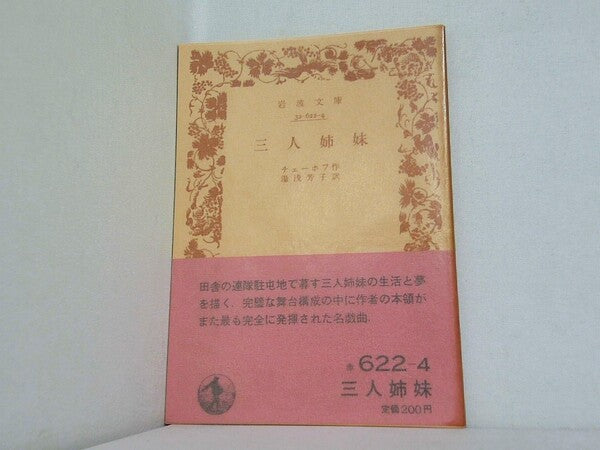 岩波文庫
32-622-4
三人姉妹
チェーホフ作
湯浅芳子訳
田舎の連隊駐屯地で暮す三人姉妹の生活と夢
を描く．完璧な舞台構成の中に作者の本領が
また最も完全に発揮された名戯曲．
赤 622-4
三人姉妹
定価200円